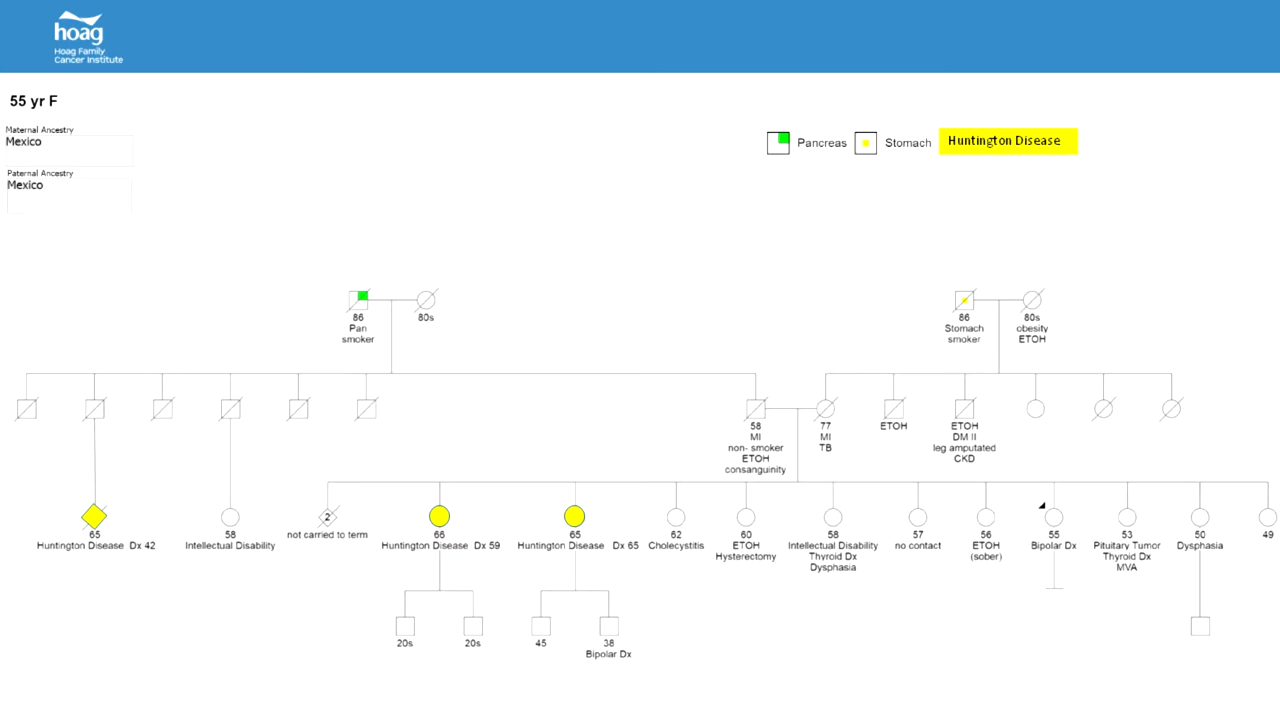 hoag
Hoag Family
Cancer Institute
55 yr F
Maternal Ancestry
Mexico
Paternal Ancestry
Mexico
Pancreas
Stomach
Huntington Disease
86
Pan
smoker
80s
86
Stomach
smoker
80s
obesity
ETOH
58
MI
non- smoker
ETOH
consanguinity
77
MI
TB
ETOH
ETOH
DM II
leg amputated
CKD
65
Huntington Disease Dx 42
58
Intellectual Disability
2
not carried to term
66
Huntington Disease Dx 59
65
Huntington Disease Dx 65
62
Cholecystitis
60
ETOH
Hysterectomy
58
Intellectual Disability
Thyroid Dx
Dysphasia
57
no contact
56
ETOH
(sober)
55
Bipolar Dx
53
Pituitary Tumor
Thyroid Dx
MVA
50
Dysphasia
49
20s
20s
45
38
Bipolar Dx